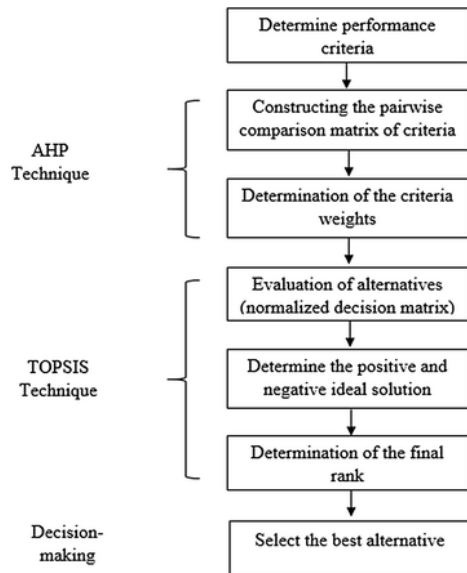 Determine performance
criteria
Constructing the pairwise
comparison matrix of criteria
AHP
Technique
Determination of the criteria
weights
Evaluation of alternatives
(normalized decision matrix)
TOPSIS
Technique
Determine the positive and
negative ideal solution
Determination of the final
rank
Decision-
making
Select the best alternative